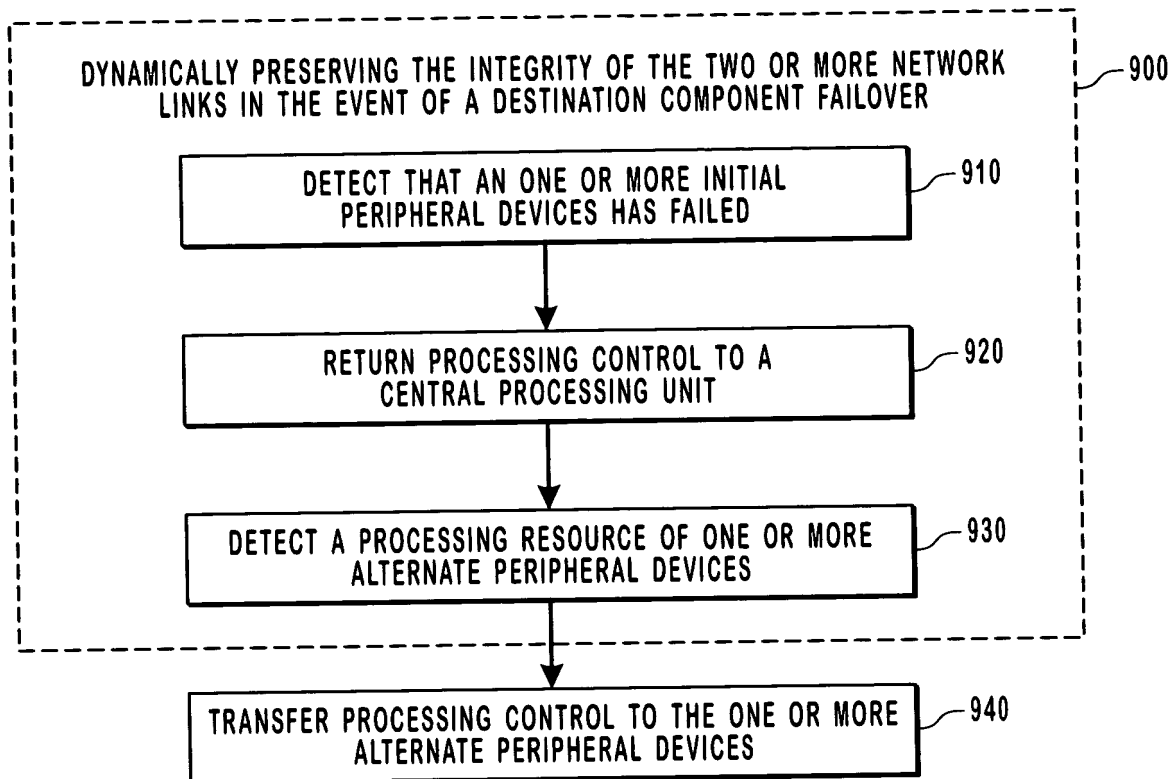 DYNAMICALLY PRESERVING THE INTEGRITY OF THE TWO OR MORE NETWORK
LINKS IN THE EVENT OF A DESTINATION COMPONENT FAILOVER
900
DETECT THAT AN ONE OR MORE INITIAL
PERIPHERAL DEVICES HAS FAILED
910
RETURN PROCESSING CONTROL TO A
CENTRAL PROCESSING UNIT
920
DETECT A PROCESSING RESOURCE OF ONE OR MORE
ALTERNATE PERIPHERAL DEVICES
930
TRANSFER PROCESSING CONTROL TO THE ONE OR MORE
ALTERNATE PERIPHERAL DEVICES
940